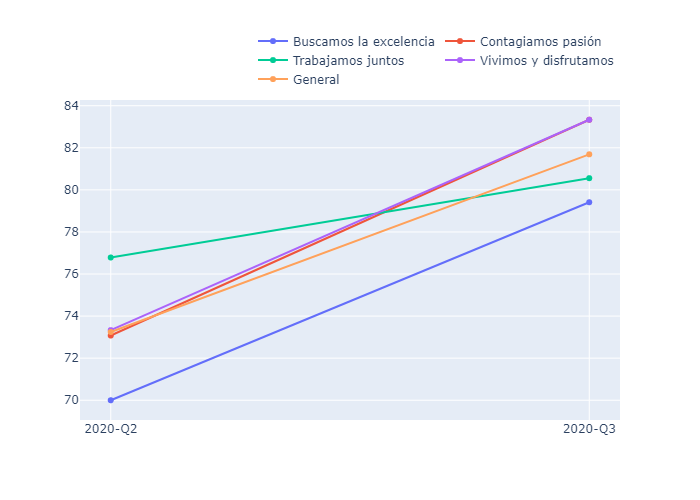 Buscamos la excelencia Contagiamos pasión
Trabajamos juntos Vivimos y disfrutamos
General
84
82
80
78
76
74
72
70
2020-Q2 2020-Q3